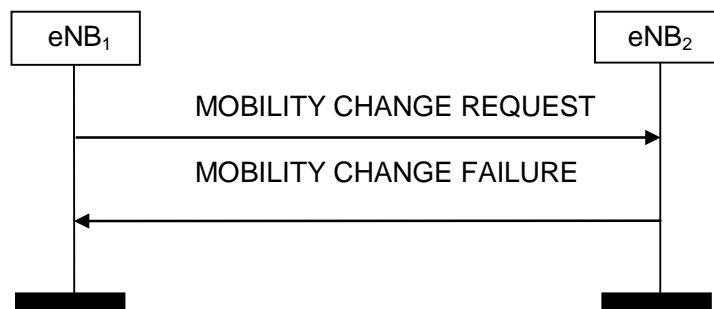 eNB₁
eNB₂
MOBILITY CHANGE REQUEST
MOBILITY CHANGE FAILURE